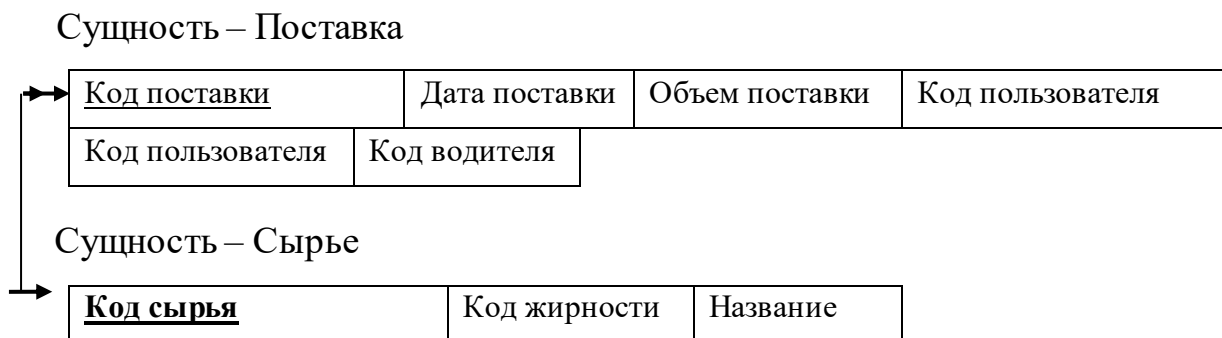 Сущность – Поставка
Код поставки Дата поставки Объем поставки Код пользователя
Код пользователя Код водителя
Сущность – Сырье
Код сырья Код жирности Название